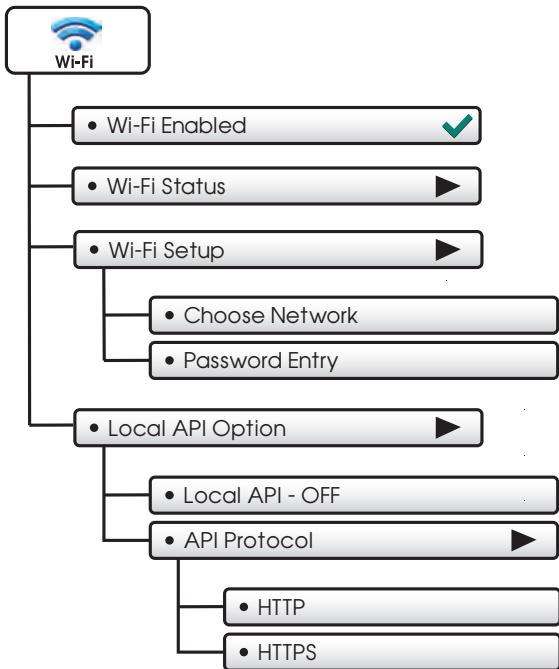 Wi-Fi
• Wi-Fi Enabled
• Wi-Fi Status
• Wi-Fi Setup
• Choose Network
• Password Entry
• Local API Option
• Local API - OFF
• API Protocol
• HTTP
• HTTPS